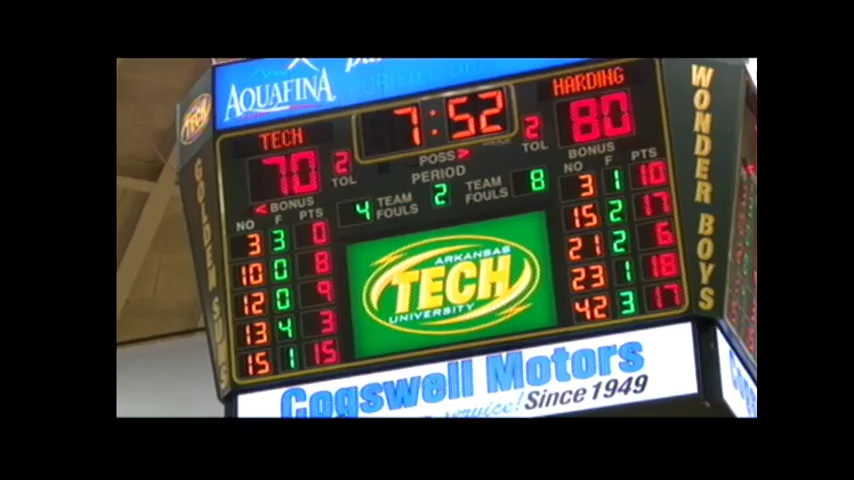 AQUAFINA
TECH
TECH
70
2
TOL
7:52
POSS >
PERIOD
2
HARDING
80
2
TOL
< BONUS
4
TEAM FOULS
TEAM FOULS
8
BONUS
NO F PTS
3 3 0
10 0 8
12 0 9
13 4 3
15 1 15
NO F PTS
3 1 10
15 2 17
21 2 6
23 1 18
42 3 17
ARKANSAS
TECH
UNIVERSITY
GOLDEN SUNS
WONDER BOYS
Cogswell Motors
service! Since 1949